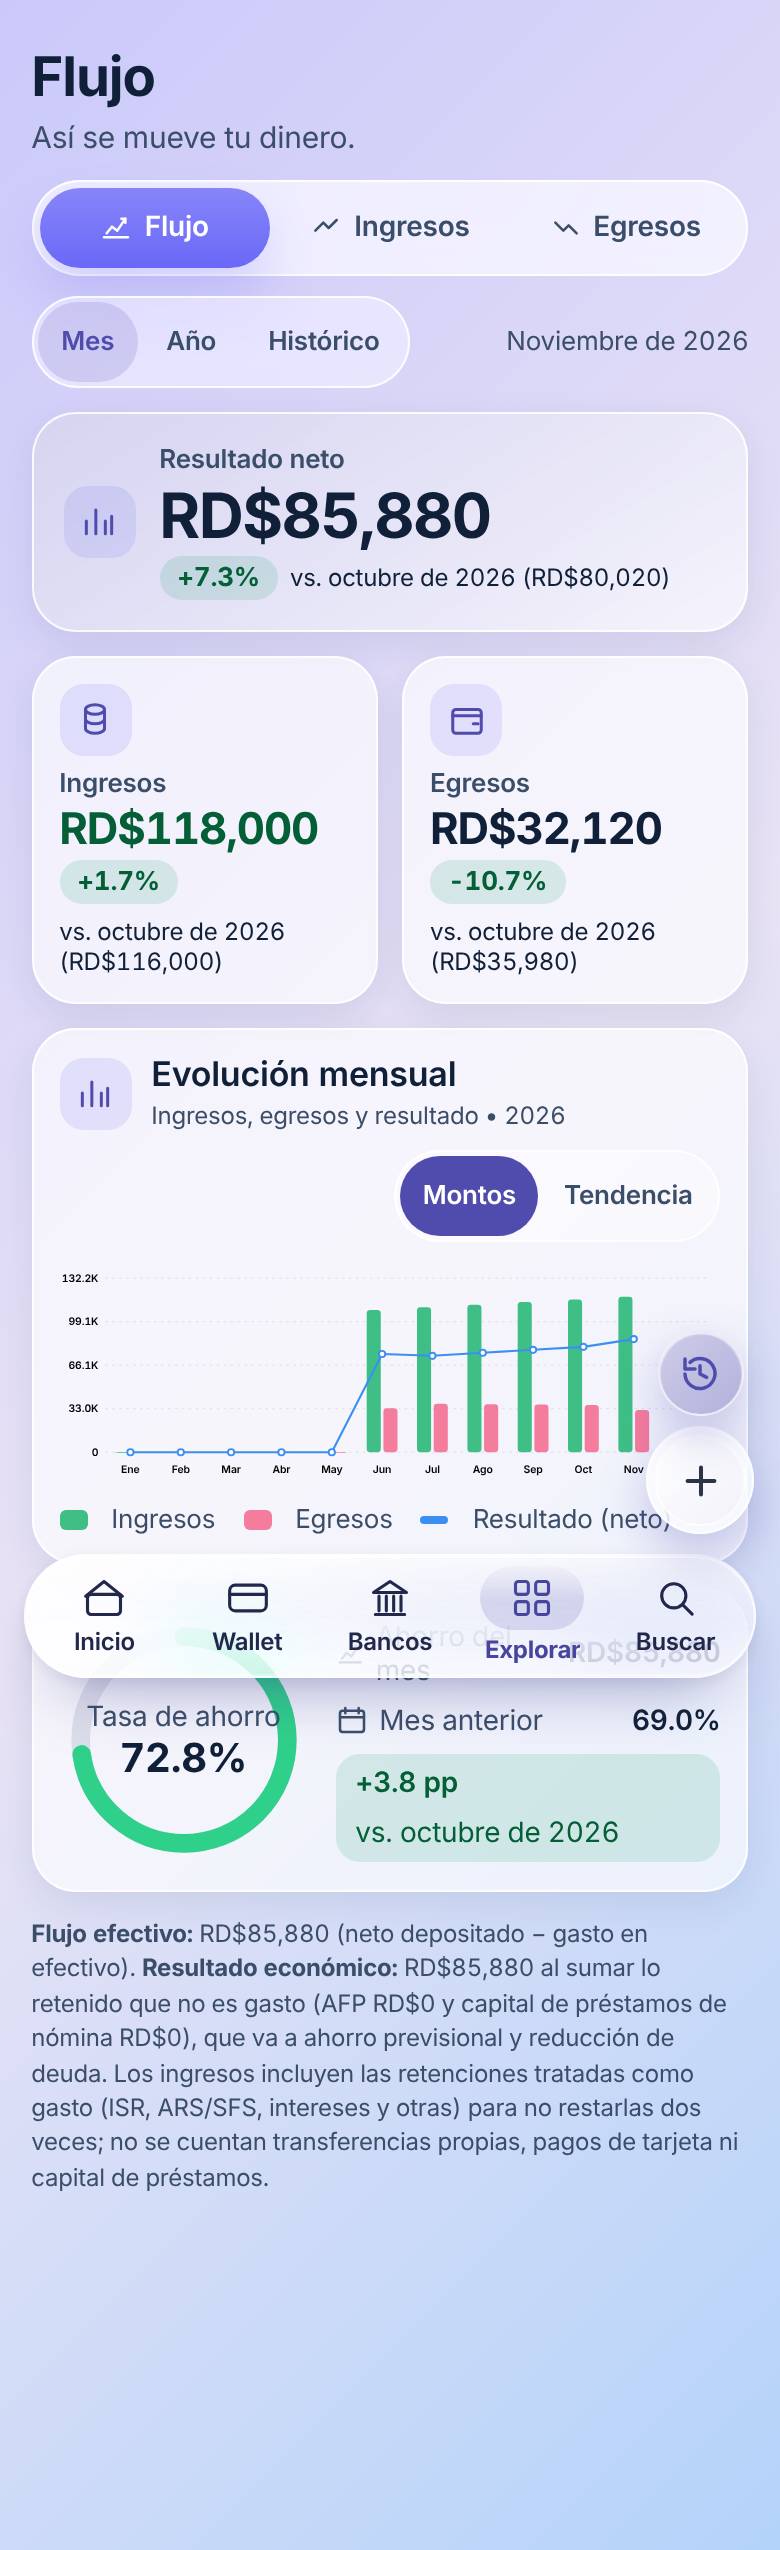 Flujo
Así se mueve tu dinero.
Flujo Ingresos Egresos
Mes Año Histórico Noviembre de 2026
Resultado neto
RD$85,880
+7.3% vs. octubre de 2026 (RD$80,020)
Ingresos
RD$118,000
+1.7%
vs. octubre de 2026
(RD$116,000)
Egresos
RD$32,120
-10.7%
vs. octubre de 2026
(RD$35,980)
Evolución mensual
Ingresos, egresos y resultado • 2026
Montos Tendencia
132.2K
99.1K
66.1K
33.0K
0
Ene Feb Mar Abr May Jun Jul Ago Sep Oct Nov
Ingresos Egresos Resultado (neto)
Inicio Wallet Bancos Explorar Buscar
Ahorro del
mes
RD$85,880
Tasa de ahorro
72.8%
Mes anterior 69.0%
+3.8 pp
vs. octubre de 2026
Flujo efectivo: RD$85,880 (neto depositado – gasto en
efectivo). Resultado económico: RD$85,880 al sumar lo
retenido que no es gasto (AFP RD$0 y capital de préstamos de
nómina RD$0), que va a ahorro previsional y reducción de
deuda. Los ingresos incluyen las retenciones tratadas como
gasto (ISR, ARS/SFS, intereses y otras) para no restarlas dos
veces; no se cuentan transferencias propias, pagos de tarjeta ni
capital de préstamos.